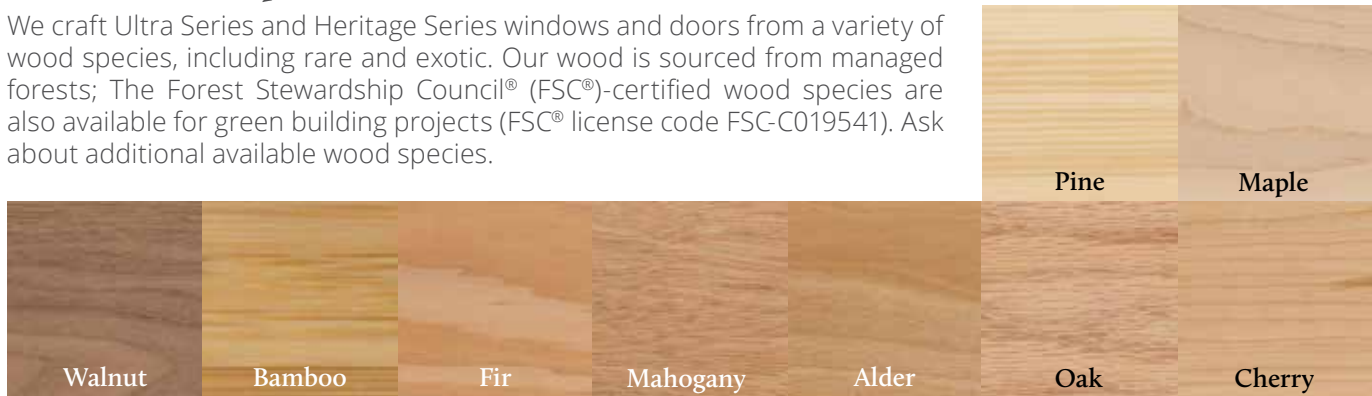 We craft Ultra Series and Heritage Series windows and doors from a variety of
wood species, including rare and exotic. Our wood is sourced from managed
forests; The Forest Stewardship Council® (FSC®)-certified wood species are
also available for green building projects (FSC® license code FSC-C019541). Ask
about additional available wood species.
Pine Maple
Walnut Bamboo Fir Mahogany Alder Oak Cherry